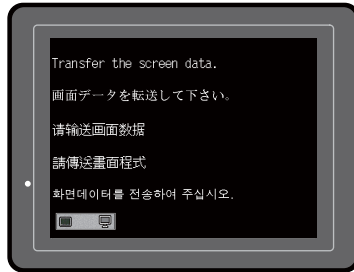 Transfer the screen data.
画面データを転送して下さい。
请输送画面数据
請傳送畫面程式
화면데이터를 전송하여 주십시오.